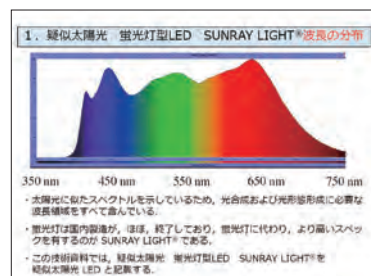 1．疑似太陽光　蛍光灯型LED　SUNRAY LIGHT®波長の分布
350 nm 450 nm 550 nm 650 nm 750 nm
・太陽光に似たスペクトルを示しているため，光合成および光形態形成に必要な
波長領域をすべて含んでいる．
・蛍光灯は国内製造が，ほぼ，終了しており，蛍光灯に代わり，より高いスペッ
クを有するのが SUNRAY LIGHT® である．
・この技術資料では，疑似太陽光　蛍光灯型LED　SUNRAY LIGHT®を
疑似太陽光 LED と記載する．